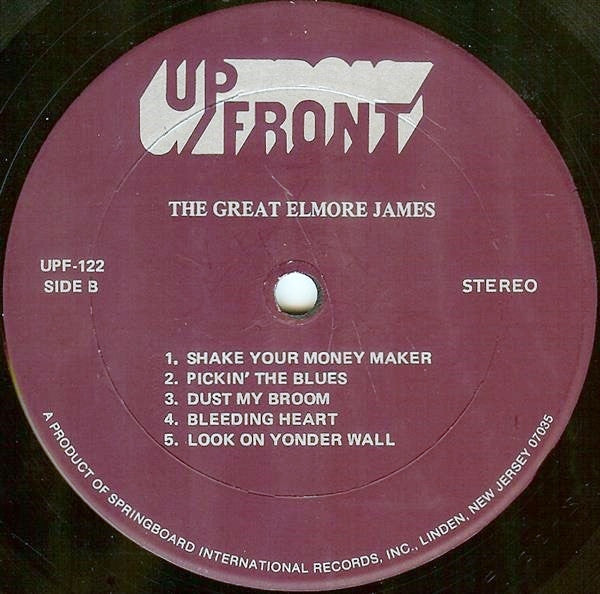 UP
FRONT
THE GREAT ELMORE JAMES
UPF-122
SIDE B
STEREO
1. SHAKE YOUR MONEY MAKER
2. PICKIN' THE BLUES
3. DUST MY BROOM
4. BLEEDING HEART
5. LOOK ON YONDER WALL
A PRODUCT OF SPRINGBOARD INTERNATIONAL RECORDS, INC., LINDEN, NEW JERSEY 07035